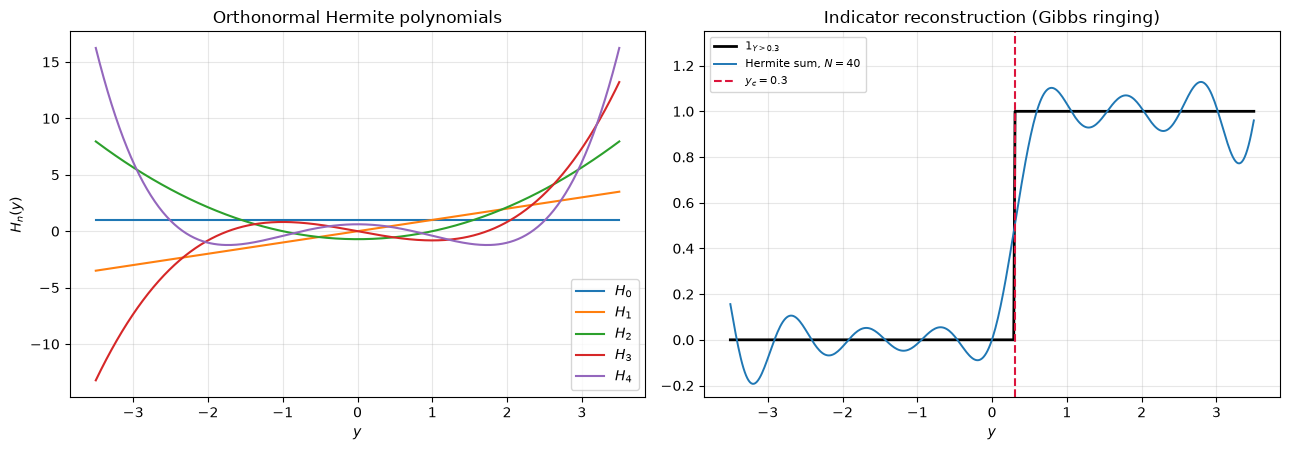 Orthonormal Hermite polynomials
H_n(y)
15
10
5
0
−5
−10
−3 −2 −1 0 1 2 3
y
H_0
H_1
H_2
H_3
H_4
Indicator reconstruction (Gibbs ringing)
1_{Y>0.3}
Hermite sum, N = 40
y_c = 0.3
1.2
1.0
0.8
0.6
0.4
0.2
0.0
−0.2
−3 −2 −1 0 1 2 3
y